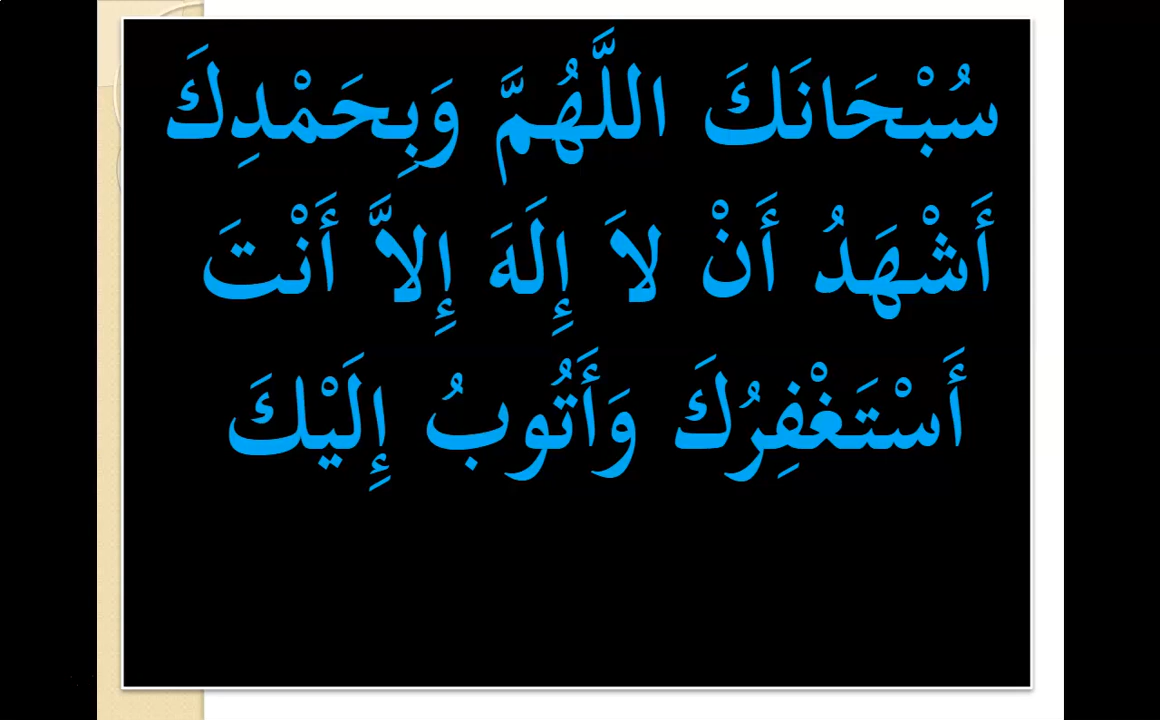 سُبْحَانَكَ اللَّهُمَّ وَبِحَمْدِكَ
أَشْهَدُ أَنْ لاَ إِلَهَ إِلاَّ أَنْتَ
أَسْتَغْفِرُكَ وَأَتُوبُ إِلَيْكَ